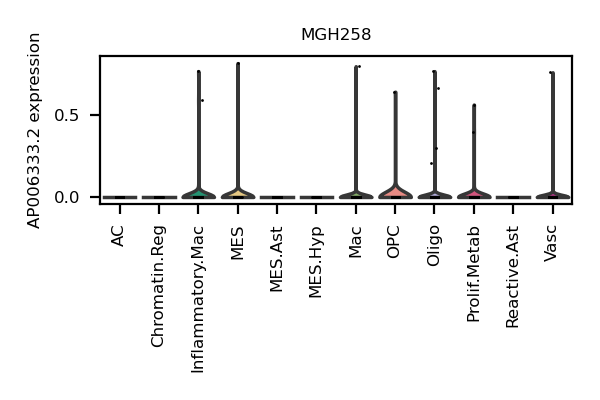 MGH258
AP006333.2 expression
0.5
0.0
AC
Chromatin.Reg
Inflammatory.Mac
MES
MES.Ast
MES.Hyp
Mac
OPC
Oligo
Prolif.Metab
Reactive.Ast
Vasc